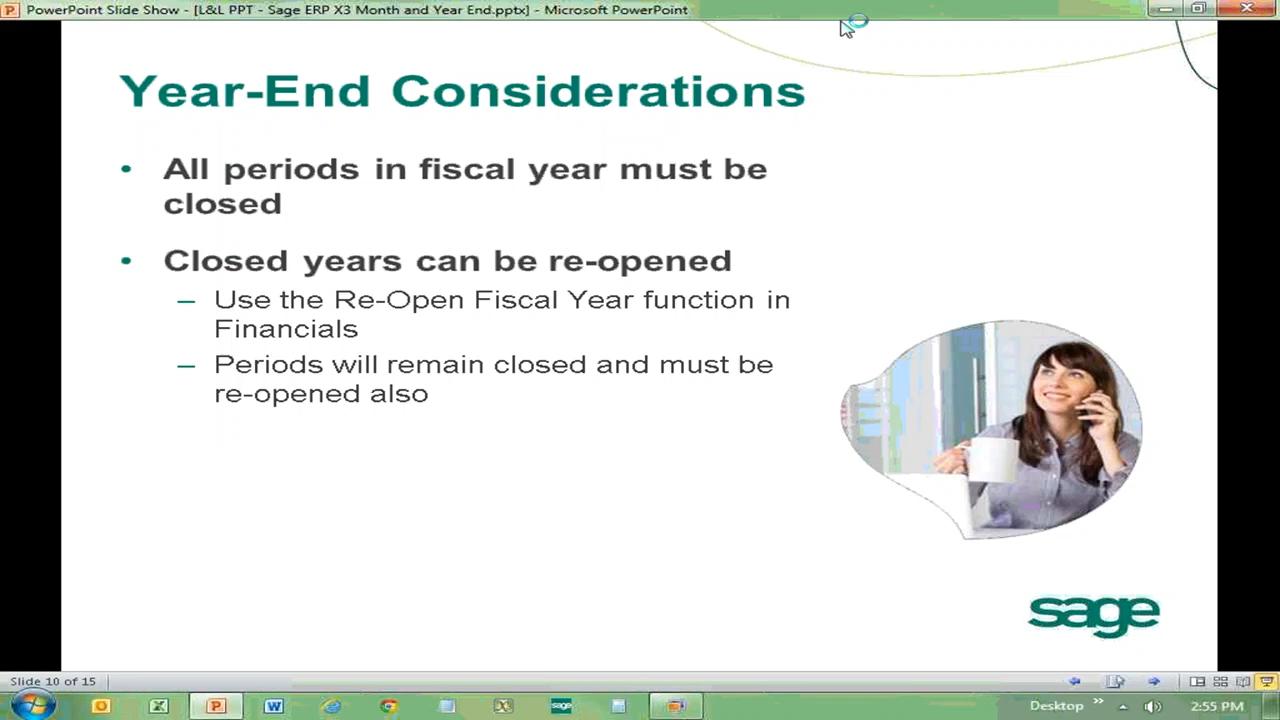 PowerPoint Slide Show - [L&L PPT - Sage ERP X3 Month and Year End.pptx] - Microsoft PowerPoint
Year-End Considerations
• All periods in fiscal year must be
closed
• Closed years can be re-opened
– Use the Re-Open Fiscal Year function in
Financials
– Periods will remain closed and must be
re-opened also
sage
Slide 10 of 15
sage
Desktop
2:55 PM